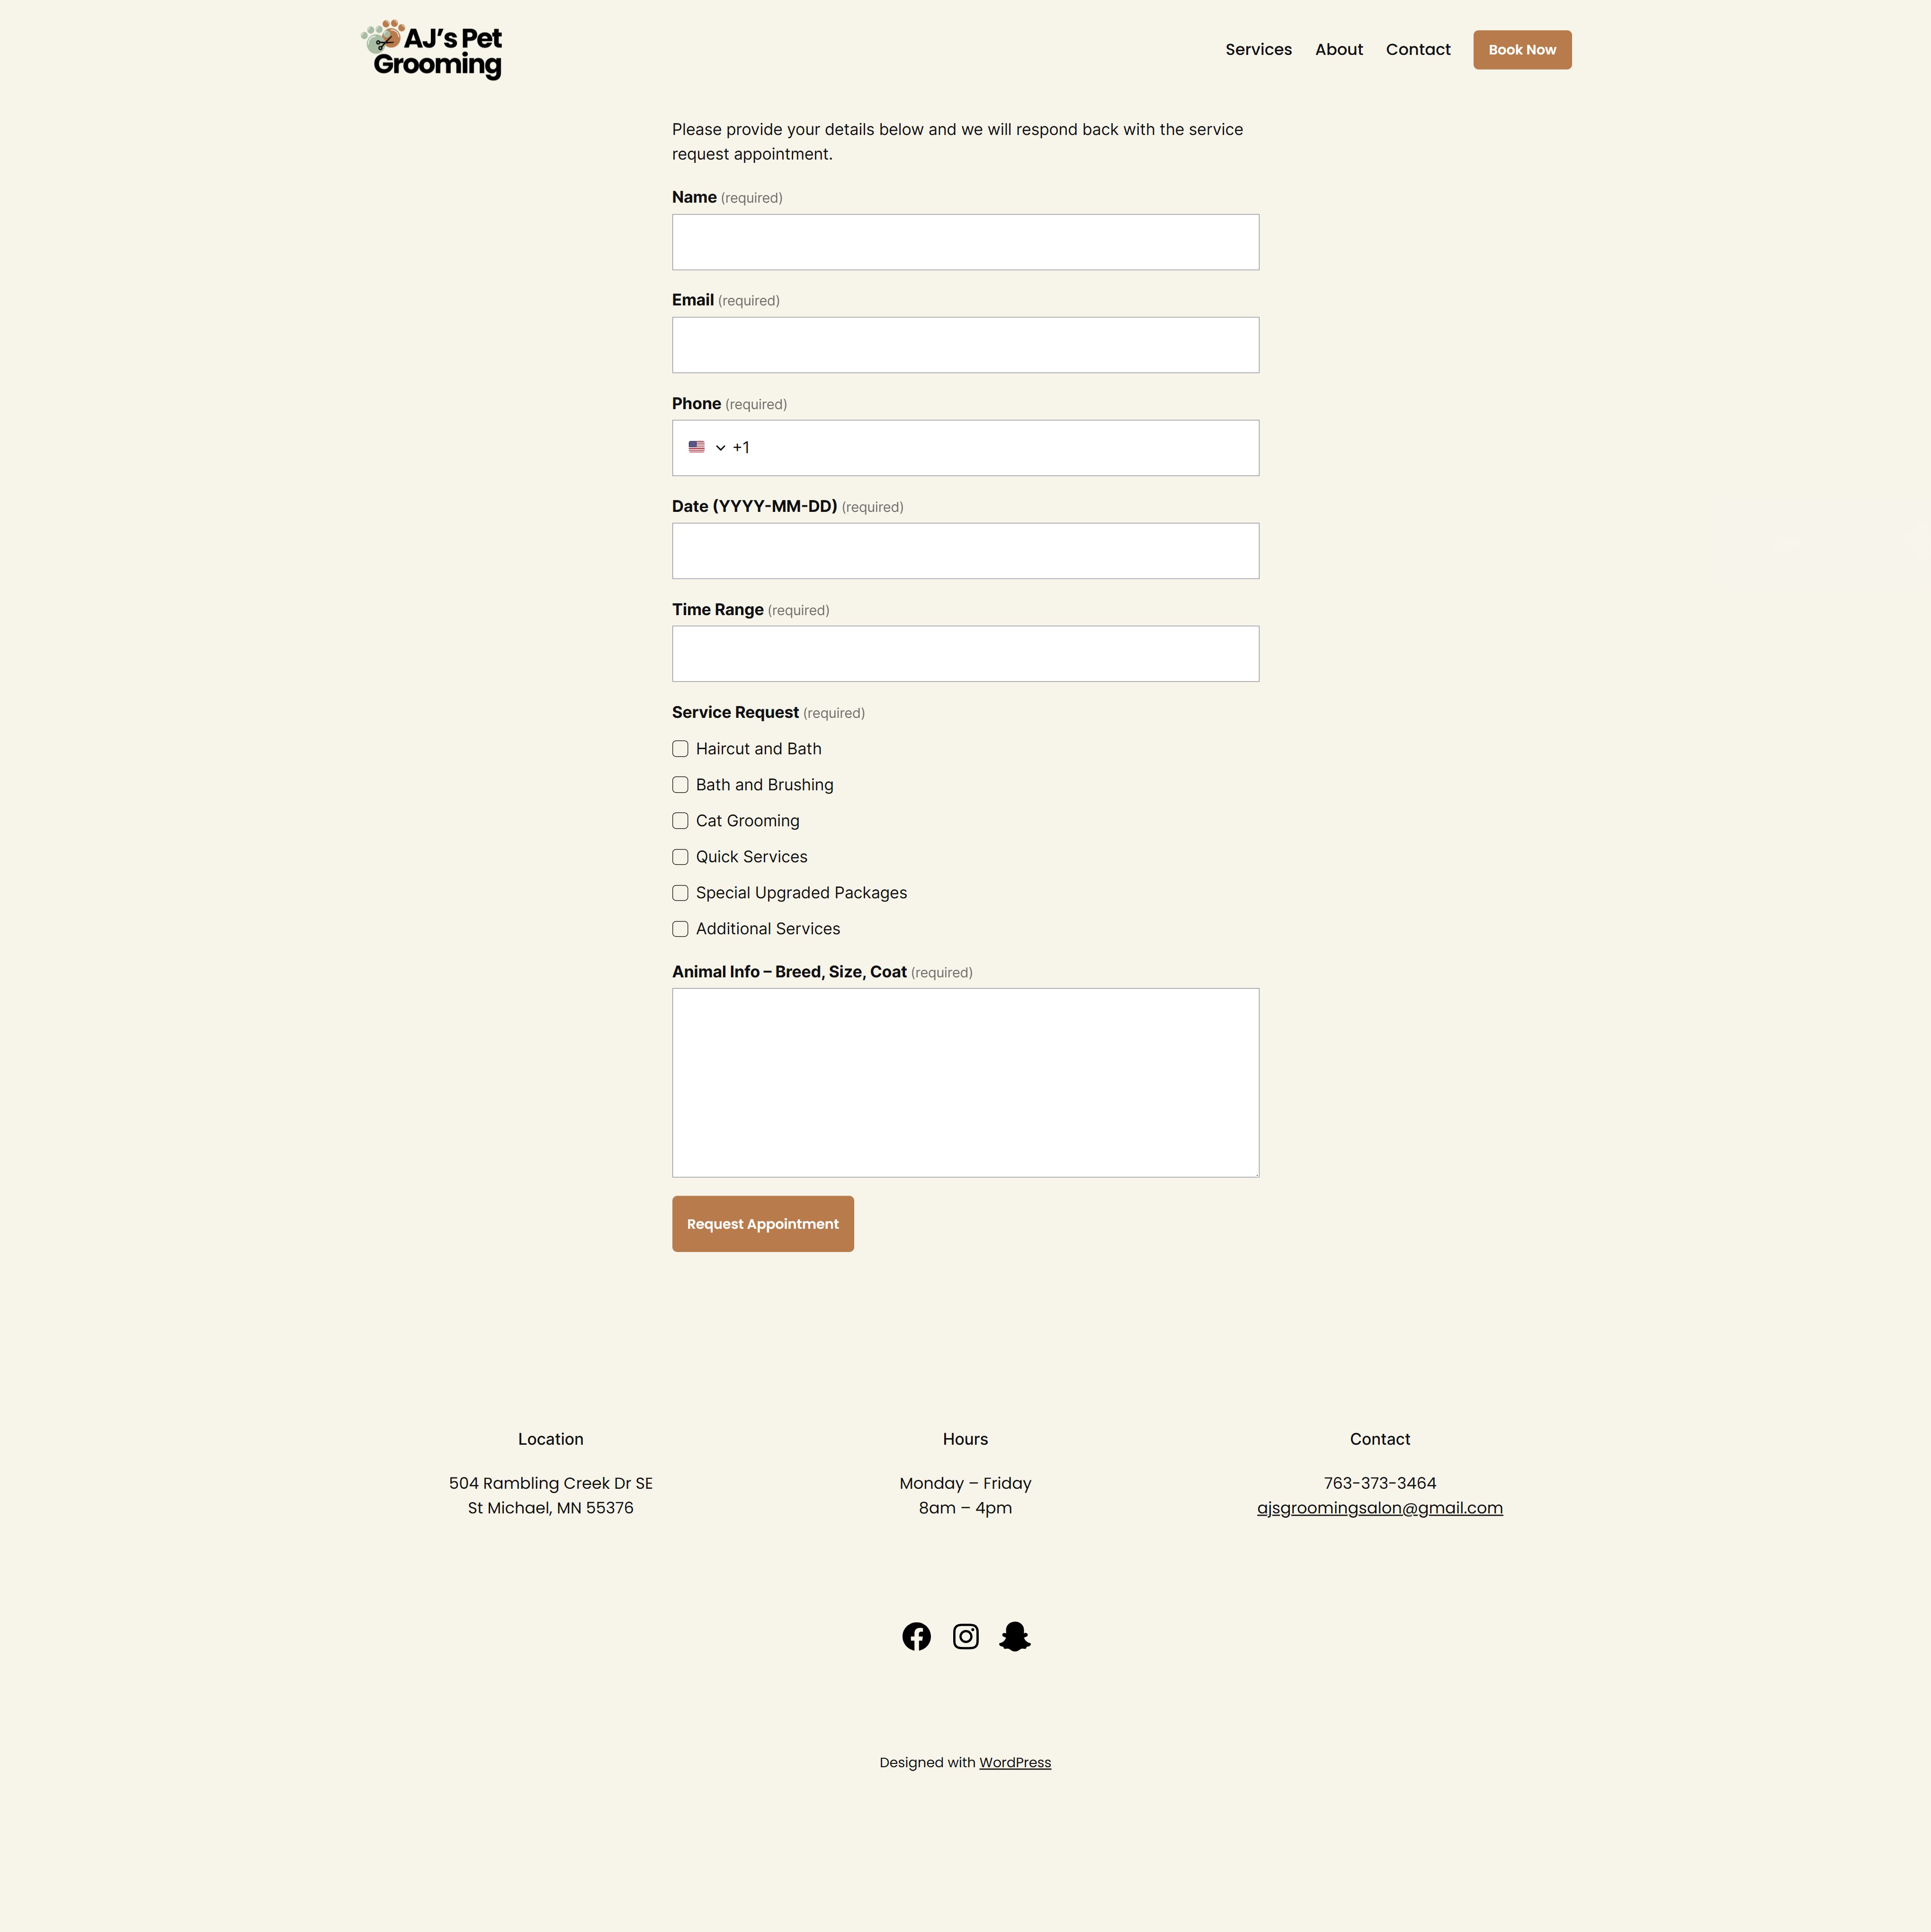 AJ's Pet
Grooming
Services
About
Contact
Book Now
Please provide your details below and we will respond back with the service
request appointment.
Name (required)
Email (required)
Phone (required)
+1
Date (YYYY-MM-DD) (required)
Time Range (required)
Service Request (required)
Haircut and Bath
Bath and Brushing
Cat Grooming
Quick Services
Special Upgraded Packages
Additional Services
Animal Info – Breed, Size, Coat (required)
Request Appointment
Location
504 Rambling Creek Dr SE
St Michael, MN 55376
Hours
Monday – Friday
8am – 4pm
Contact
763-373-3464
ajsgroomingsalon@gmail.com
Designed with WordPress